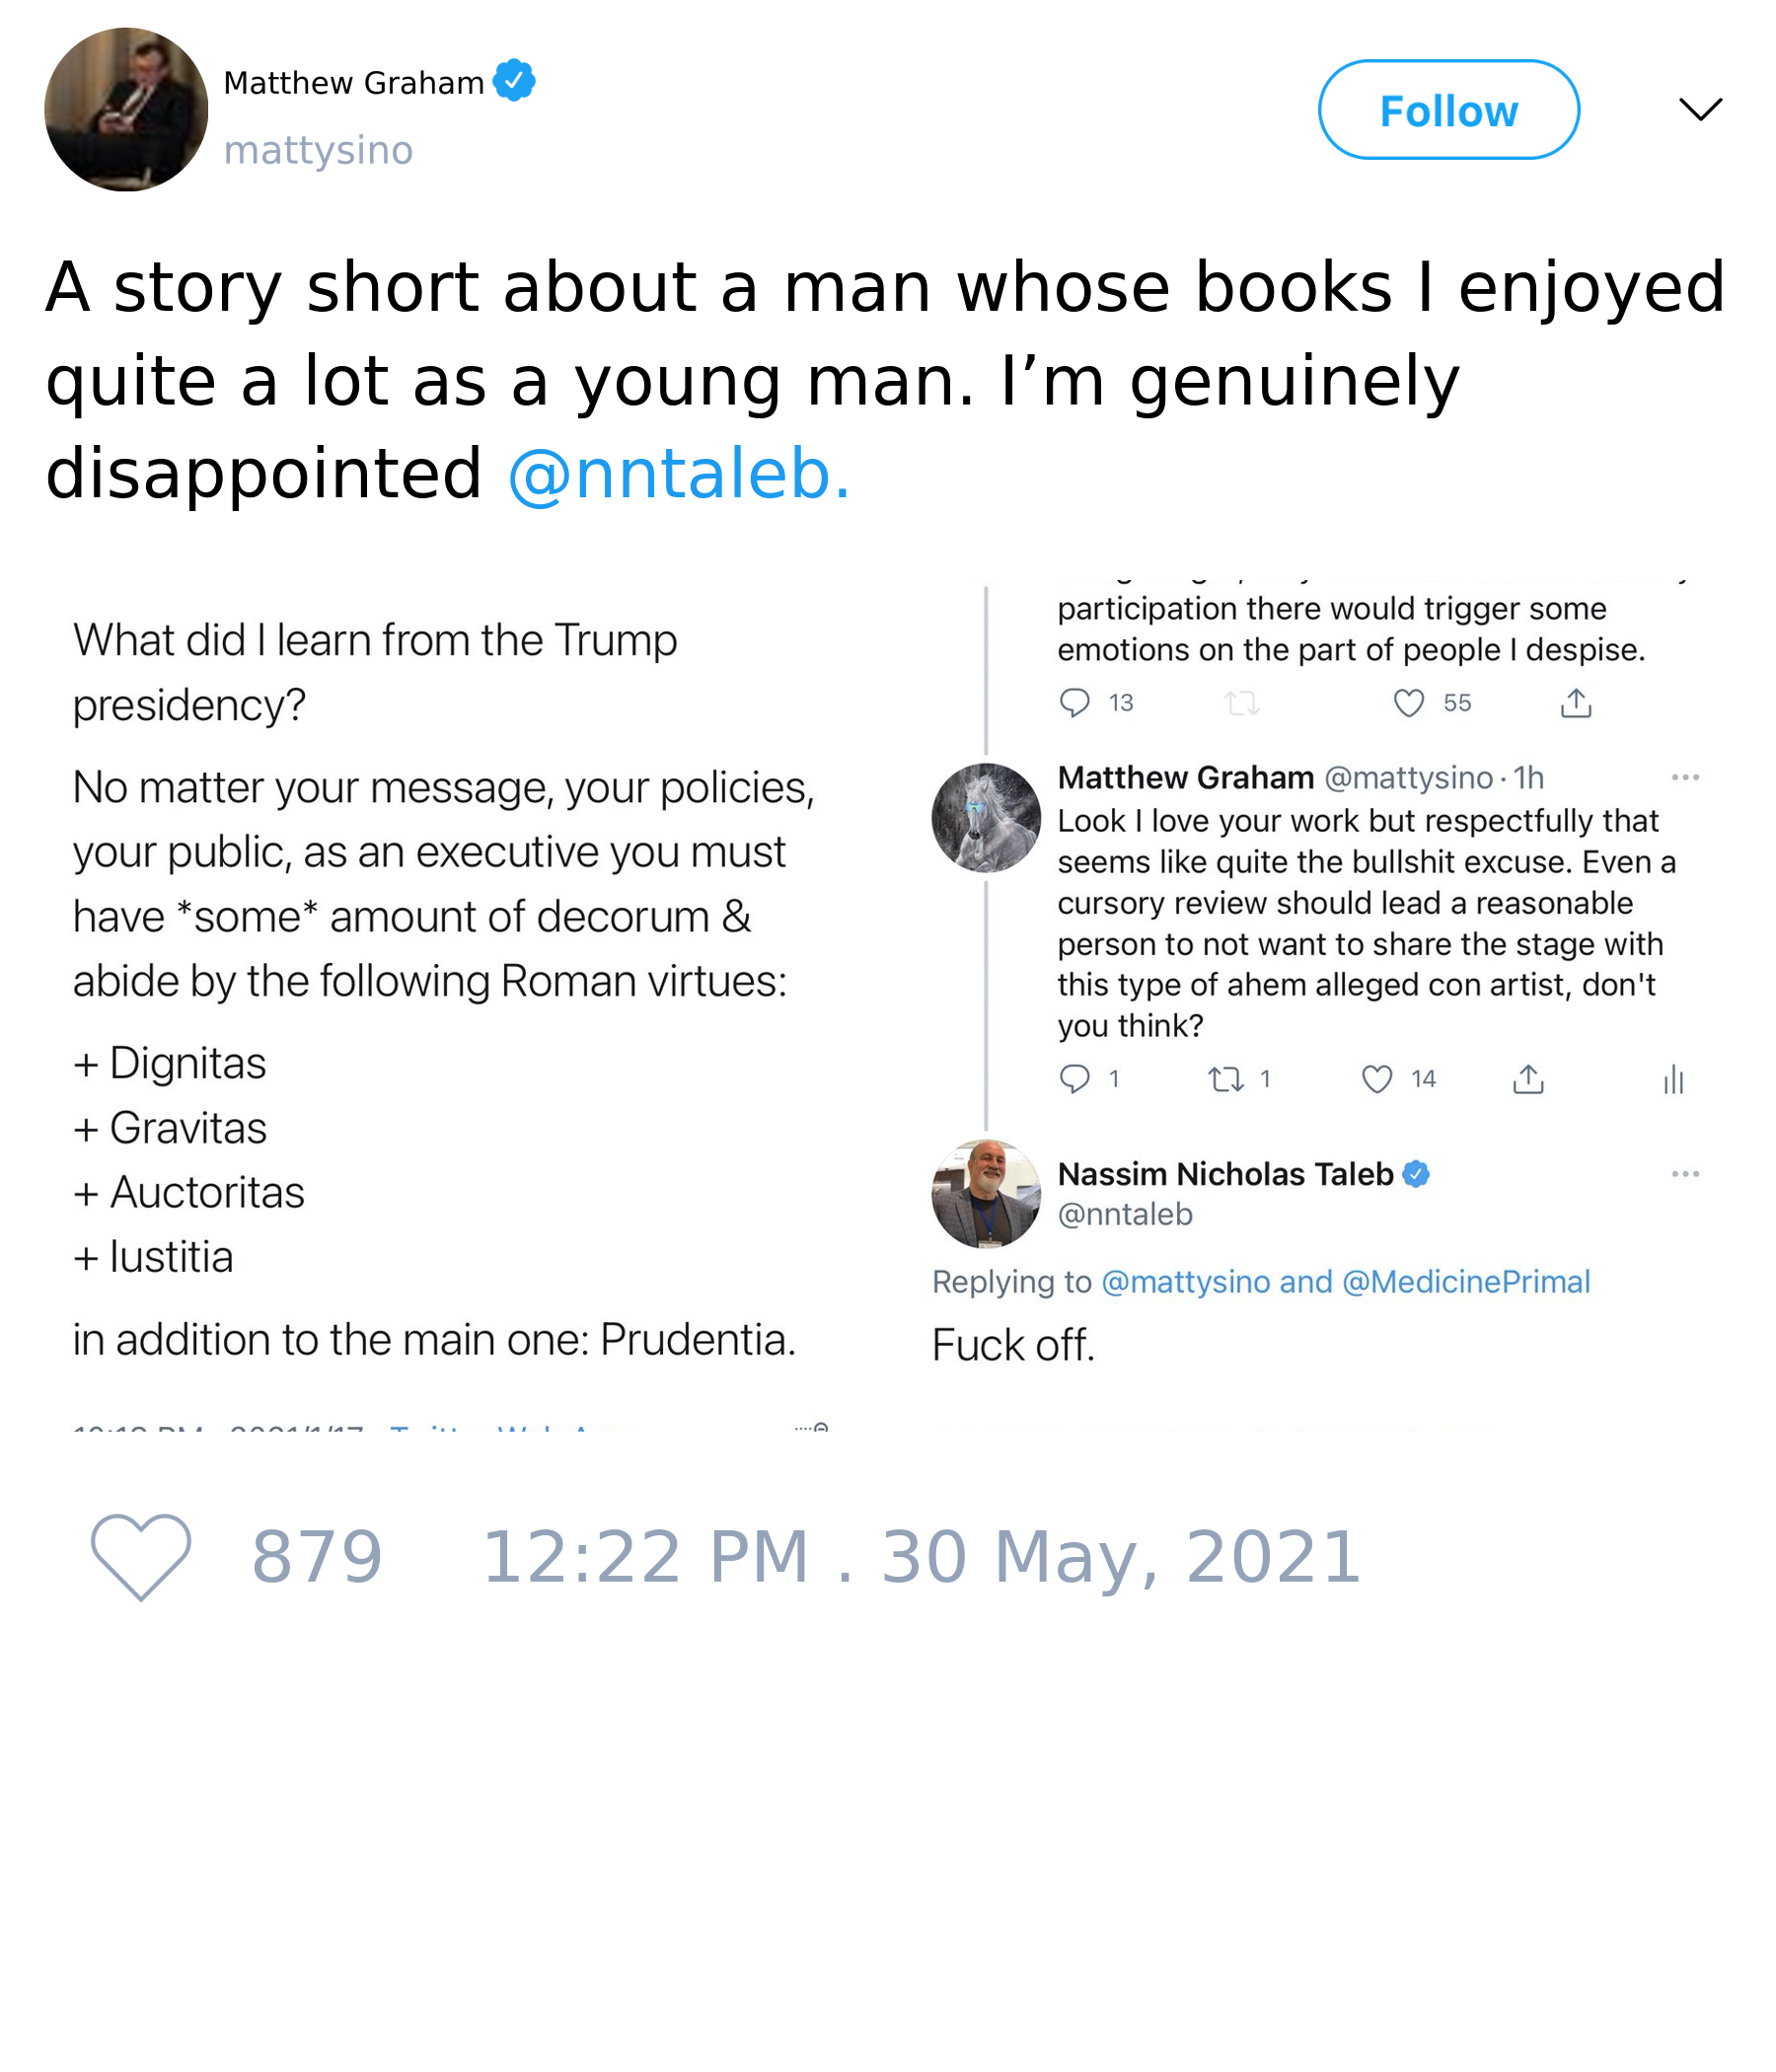 Matthew Graham
mattysino
Follow
A story short about a man whose books I enjoyed
quite a lot as a young man. I’m genuinely
disappointed @nntaleb.
What did I learn from the Trump
presidency?
No matter your message, your policies,
your public, as an executive you must
have *some* amount of decorum &
abide by the following Roman virtues:
+ Dignitas
+ Gravitas
+ Auctoritas
+ Iustitia
in addition to the main one: Prudentia.
participation there would trigger some
emotions on the part of people I despise.
13 55
Matthew Graham @mattysino · 1h
Look I love your work but respectfully that
seems like quite the bullshit excuse. Even a
cursory review should lead a reasonable
person to not want to share the stage with
this type of ahem alleged con artist, don't
you think?
1 1 14
Nassim Nicholas Taleb
@nntaleb
Replying to @mattysino and @MedicinePrimal
Fuck off.
879 12:22 PM . 30 May, 2021